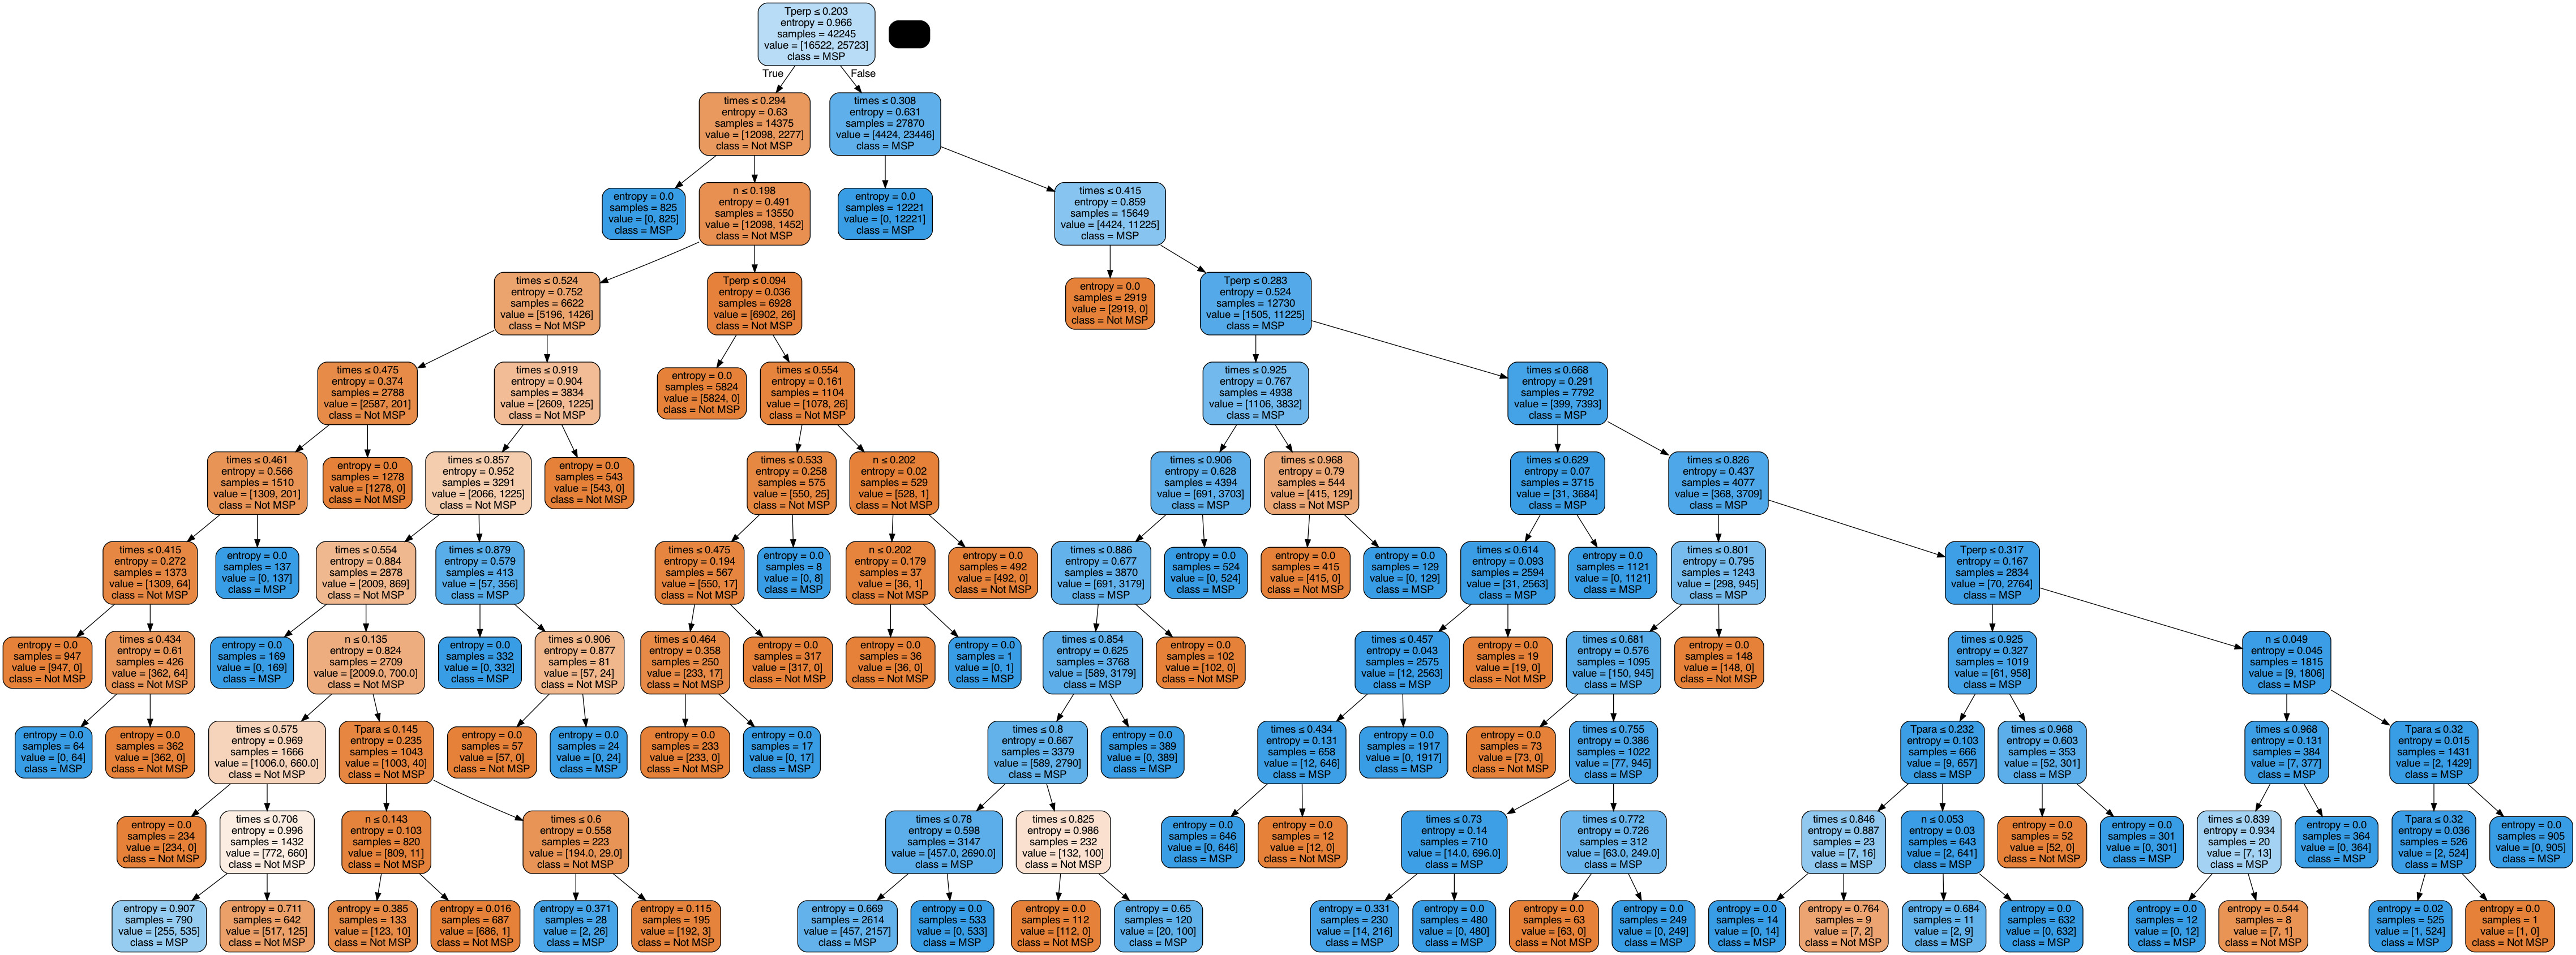 Tperp ≤ 0.203
entropy = 0.966
samples = 42245
value = [16522, 25723]
class = MSP
True
False
times ≤ 0.294
entropy = 0.63
samples = 14375
value = [12098, 2277]
class = Not MSP
times ≤ 0.308
entropy = 0.631
samples = 27870
value = [4424, 23446]
class = MSP
entropy = 0.0
samples = 825
value = [0, 825]
class = MSP
n ≤ 0.198
entropy = 0.491
samples = 13550
value = [12098, 1452]
class = Not MSP
entropy = 0.0
samples = 12221
value = [0, 12221]
class = MSP
times ≤ 0.415
entropy = 0.859
samples = 15649
value = [4424, 11225]
class = MSP
times ≤ 0.524
entropy = 0.752
samples = 6622
value = [5196, 1426]
class = Not MSP
Tperp ≤ 0.094
entropy = 0.036
samples = 6928
value = [6902, 26]
class = Not MSP
entropy = 0.0
samples = 2919
value = [2919, 0]
class = Not MSP
Tperp ≤ 0.283
entropy = 0.524
samples = 12730
value = [1505, 11225]
class = MSP
times ≤ 0.475
entropy = 0.374
samples = 2788
value = [2587, 201]
class = Not MSP
times ≤ 0.919
entropy = 0.904
samples = 3834
value = [2609, 1225]
class = Not MSP
entropy = 0.0
samples = 5824
value = [5824, 0]
class = Not MSP
times ≤ 0.554
entropy = 0.161
samples = 1104
value = [1078, 26]
class = Not MSP
times ≤ 0.925
entropy = 0.767
samples = 4938
value = [1106, 3832]
class = MSP
times ≤ 0.668
entropy = 0.291
samples = 7792
value = [399, 7393]
class = MSP
times ≤ 0.461
entropy = 0.566
samples = 1510
value = [1309, 201]
class = Not MSP
entropy = 0.0
samples = 1278
value = [1278, 0]
class = Not MSP
times ≤ 0.857
entropy = 0.952
samples = 3291
value = [2066, 1225]
class = Not MSP
entropy = 0.0
samples = 543
value = [543, 0]
class = Not MSP
times ≤ 0.533
entropy = 0.258
samples = 575
value = [550, 25]
class = Not MSP
n ≤ 0.202
entropy = 0.02
samples = 529
value = [528, 1]
class = Not MSP
times ≤ 0.906
entropy = 0.628
samples = 4394
value = [691, 3703]
class = MSP
times ≤ 0.968
entropy = 0.79
samples = 544
value = [415, 129]
class = Not MSP
times ≤ 0.629
entropy = 0.07
samples = 3715
value = [31, 3684]
class = MSP
times ≤ 0.826
entropy = 0.437
samples = 4077
value = [368, 3709]
class = MSP
times ≤ 0.415
entropy = 0.272
samples = 1373
value = [1309, 64]
class = Not MSP
entropy = 0.0
samples = 137
value = [0, 137]
class = MSP
times ≤ 0.554
entropy = 0.884
samples = 2878
value = [2009, 869]
class = Not MSP
times ≤ 0.879
entropy = 0.579
samples = 413
value = [57, 356]
class = MSP
times ≤ 0.475
entropy = 0.194
samples = 567
value = [550, 17]
class = Not MSP
entropy = 0.0
samples = 8
value = [0, 8]
class = MSP
n ≤ 0.202
entropy = 0.179
samples = 37
value = [36, 1]
class = Not MSP
entropy = 0.0
samples = 492
value = [492, 0]
class = Not MSP
times ≤ 0.886
entropy = 0.677
samples = 3870
value = [691, 3179]
class = MSP
entropy = 0.0
samples = 524
value = [0, 524]
class = MSP
entropy = 0.0
samples = 415
value = [415, 0]
class = Not MSP
entropy = 0.0
samples = 129
value = [0, 129]
class = MSP
times ≤ 0.614
entropy = 0.093
samples = 2594
value = [31, 2563]
class = MSP
entropy = 0.0
samples = 1121
value = [0, 1121]
class = MSP
times ≤ 0.801
entropy = 0.795
samples = 1243
value = [298, 945]
class = MSP
Tperp ≤ 0.317
entropy = 0.167
samples = 2834
value = [70, 2764]
class = MSP
entropy = 0.0
samples = 947
value = [947, 0]
class = Not MSP
times ≤ 0.434
entropy = 0.61
samples = 426
value = [362, 64]
class = Not MSP
entropy = 0.0
samples = 169
value = [0, 169]
class = MSP
n ≤ 0.135
entropy = 0.824
samples = 2709
value = [2009.0, 700.0]
class = Not MSP
entropy = 0.0
samples = 332
value = [0, 332]
class = MSP
times ≤ 0.906
entropy = 0.877
samples = 81
value = [57, 24]
class = Not MSP
times ≤ 0.464
entropy = 0.358
samples = 250
value = [233, 17]
class = Not MSP
entropy = 0.0
samples = 317
value = [317, 0]
class = Not MSP
entropy = 0.0
samples = 36
value = [36, 0]
class = Not MSP
entropy = 0.0
samples = 1
value = [0, 1]
class = MSP
times ≤ 0.854
entropy = 0.625
samples = 3768
value = [589, 3179]
class = MSP
entropy = 0.0
samples = 102
value = [102, 0]
class = Not MSP
times ≤ 0.457
entropy = 0.043
samples = 2575
value = [12, 2563]
class = MSP
entropy = 0.0
samples = 19
value = [19, 0]
class = Not MSP
times ≤ 0.681
entropy = 0.576
samples = 1095
value = [150, 945]
class = MSP
entropy = 0.0
samples = 148
value = [148, 0]
class = Not MSP
times ≤ 0.925
entropy = 0.327
samples = 1019
value = [61, 958]
class = MSP
n ≤ 0.049
entropy = 0.045
samples = 1815
value = [9, 1806]
class = MSP
entropy = 0.0
samples = 64
value = [0, 64]
class = MSP
entropy = 0.0
samples = 362
value = [362, 0]
class = Not MSP
times ≤ 0.575
entropy = 0.969
samples = 1666
value = [1006.0, 660.0]
class = Not MSP
Tpara ≤ 0.145
entropy = 0.235
samples = 1043
value = [1003, 40]
class = Not MSP
entropy = 0.0
samples = 57
value = [57, 0]
class = Not MSP
entropy = 0.0
samples = 24
value = [0, 24]
class = MSP
entropy = 0.0
samples = 233
value = [233, 0]
class = Not MSP
entropy = 0.0
samples = 17
value = [0, 17]
class = MSP
times ≤ 0.8
entropy = 0.667
samples = 3379
value = [589, 2790]
class = MSP
entropy = 0.0
samples = 389
value = [0, 389]
class = MSP
times ≤ 0.434
entropy = 0.131
samples = 658
value = [12, 646]
class = MSP
entropy = 0.0
samples = 1917
value = [0, 1917]
class = MSP
entropy = 0.0
samples = 73
value = [73, 0]
class = Not MSP
times ≤ 0.755
entropy = 0.386
samples = 1022
value = [77, 945]
class = MSP
Tpara ≤ 0.232
entropy = 0.103
samples = 666
value = [9, 657]
class = MSP
times ≤ 0.968
entropy = 0.603
samples = 353
value = [52, 301]
class = MSP
times ≤ 0.968
entropy = 0.131
samples = 384
value = [7, 377]
class = MSP
Tpara ≤ 0.32
entropy = 0.015
samples = 1431
value = [2, 1429]
class = MSP
entropy = 0.0
samples = 234
value = [234, 0]
class = Not MSP
times ≤ 0.706
entropy = 0.996
samples = 1432
value = [772, 660]
class = Not MSP
n ≤ 0.143
entropy = 0.103
samples = 820
value = [809, 11]
class = Not MSP
times ≤ 0.6
entropy = 0.558
samples = 223
value = [194.0, 29.0]
class = Not MSP
times ≤ 0.78
entropy = 0.598
samples = 3147
value = [457.0, 2690.0]
class = MSP
times ≤ 0.825
entropy = 0.986
samples = 232
value = [132, 100]
class = Not MSP
entropy = 0.0
samples = 646
value = [0, 646]
class = MSP
entropy = 0.0
samples = 12
value = [12, 0]
class = Not MSP
times ≤ 0.73
entropy = 0.14
samples = 710
value = [14.0, 696.0]
class = MSP
times ≤ 0.772
entropy = 0.726
samples = 312
value = [63.0, 249.0]
class = MSP
times ≤ 0.846
entropy = 0.887
samples = 23
value = [7, 16]
class = MSP
n ≤ 0.053
entropy = 0.03
samples = 643
value = [2, 641]
class = MSP
entropy = 0.0
samples = 52
value = [52, 0]
class = Not MSP
entropy = 0.0
samples = 301
value = [0, 301]
class = MSP
times ≤ 0.839
entropy = 0.934
samples = 20
value = [7, 13]
class = MSP
entropy = 0.0
samples = 364
value = [0, 364]
class = MSP
Tpara ≤ 0.32
entropy = 0.036
samples = 526
value = [2, 524]
class = MSP
entropy = 0.0
samples = 905
value = [0, 905]
class = MSP
entropy = 0.907
samples = 790
value = [255, 535]
class = MSP
entropy = 0.711
samples = 642
value = [517, 125]
class = Not MSP
entropy = 0.385
samples = 133
value = [123, 10]
class = Not MSP
entropy = 0.016
samples = 687
value = [686, 1]
class = Not MSP
entropy = 0.371
samples = 28
value = [2, 26]
class = MSP
entropy = 0.115
samples = 195
value = [192, 3]
class = Not MSP
entropy = 0.669
samples = 2614
value = [457, 2157]
class = MSP
entropy = 0.0
samples = 533
value = [0, 533]
class = MSP
entropy = 0.0
samples = 112
value = [112, 0]
class = Not MSP
entropy = 0.65
samples = 120
value = [20, 100]
class = MSP
entropy = 0.331
samples = 230
value = [14, 216]
class = MSP
entropy = 0.0
samples = 480
value = [0, 480]
class = MSP
entropy = 0.0
samples = 63
value = [63, 0]
class = Not MSP
entropy = 0.0
samples = 249
value = [0, 249]
class = MSP
entropy = 0.0
samples = 14
value = [0, 14]
class = MSP
entropy = 0.764
samples = 9
value = [7, 2]
class = Not MSP
entropy = 0.684
samples = 11
value = [2, 9]
class = MSP
entropy = 0.0
samples = 632
value = [0, 632]
class = MSP
entropy = 0.0
samples = 12
value = [0, 12]
class = MSP
entropy = 0.544
samples = 8
value = [7, 1]
class = Not MSP
entropy = 0.02
samples = 525
value = [1, 524]
class = MSP
entropy = 0.0
samples = 1
value = [1, 0]
class = Not MSP